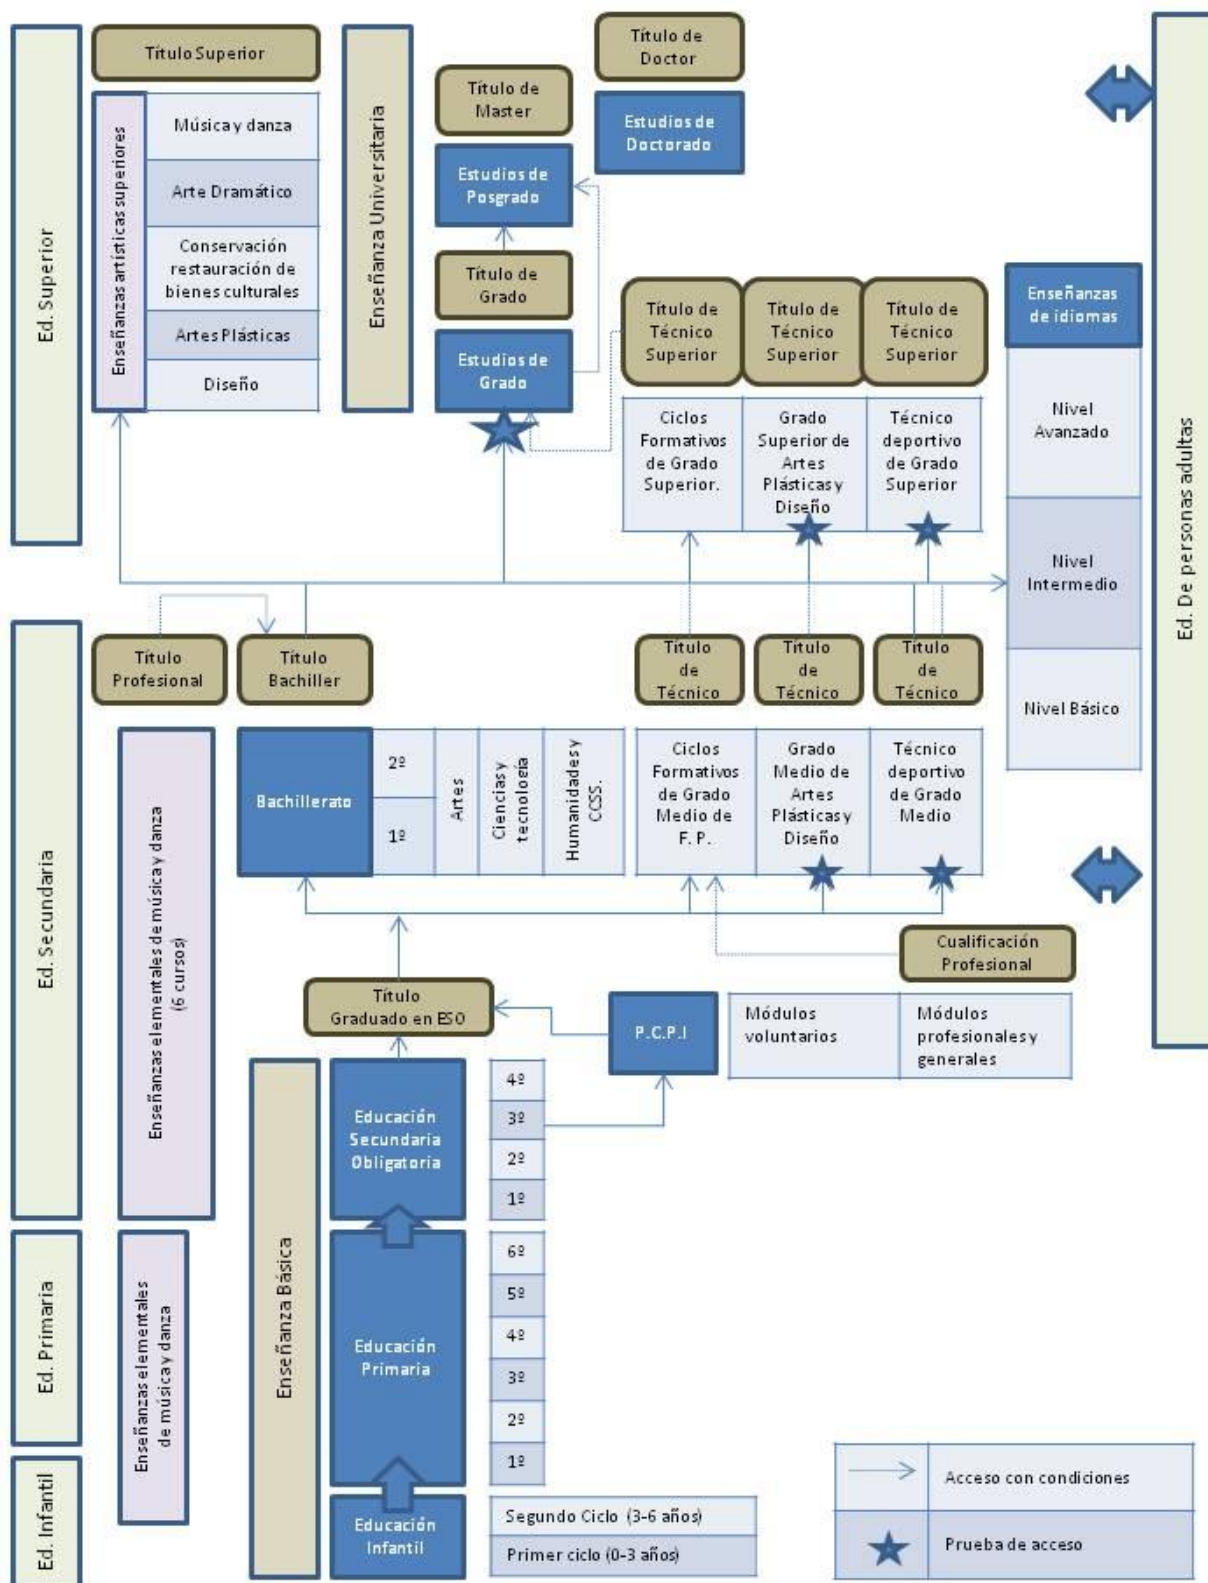 Ed. Superior
Título Superior
Enseñanzas artísticas superiores
Música y danza
Arte Dramático
Conservación
restauración de
bienes culturales
Artes Plásticas
Diseño
Enseñanza Universitaria
Título de
Doctor
Estudios de
Doctorado
Título de
Master
Estudios de
Posgrado
Título de
Grado
Estudios de
Grado
Título de
Técnico
Superior
Título de
Técnico
Superior
Título de
Técnico
Superior
Ciclos
Formativos
de Grado
Superior.
Grado
Superior de
Artes
Plásticas y
Diseño
Técnico
deportivo
de Grado
Superior
Enseñanzas
de idiomas
Nivel
Avanzado
Nivel
Intermedio
Nivel Básico
Ed. De personas adultas
Ed. Secundaria
Título
Profesional
Título
Bachiller
Título
de
Técnico
Título
de
Técnico
Título
de
Técnico
Enseñanzas elementales de música y danza
(6 cursos)
Bachillerato
2º
1º
Artes
Ciencias y
tecnología
Humanidades y
CCSS.
Ciclos
Formativos
de Grado
Medio de
F. P.
Grado
Medio de
Artes
Plásticas y
Diseño
Técnico
deportivo
de Grado
Medio
Cualificación
Profesional
Título
Graduado en ESO
P.C.P.I
Módulos
voluntarios
Módulos
profesionales y
generales
Enseñanza Básica
Educación
Secundaria
Obligatoria
4º
3º
2º
1º
Ed. Primaria
Enseñanzas elementales
de música y danza
Educación
Primaria
6º
5º
4º
3º
2º
1º
Ed. Infantil
Educación
Infantil
Segundo Ciclo (3-6 años)
Primer ciclo (0-3 años)
Acceso con condiciones
Prueba de acceso